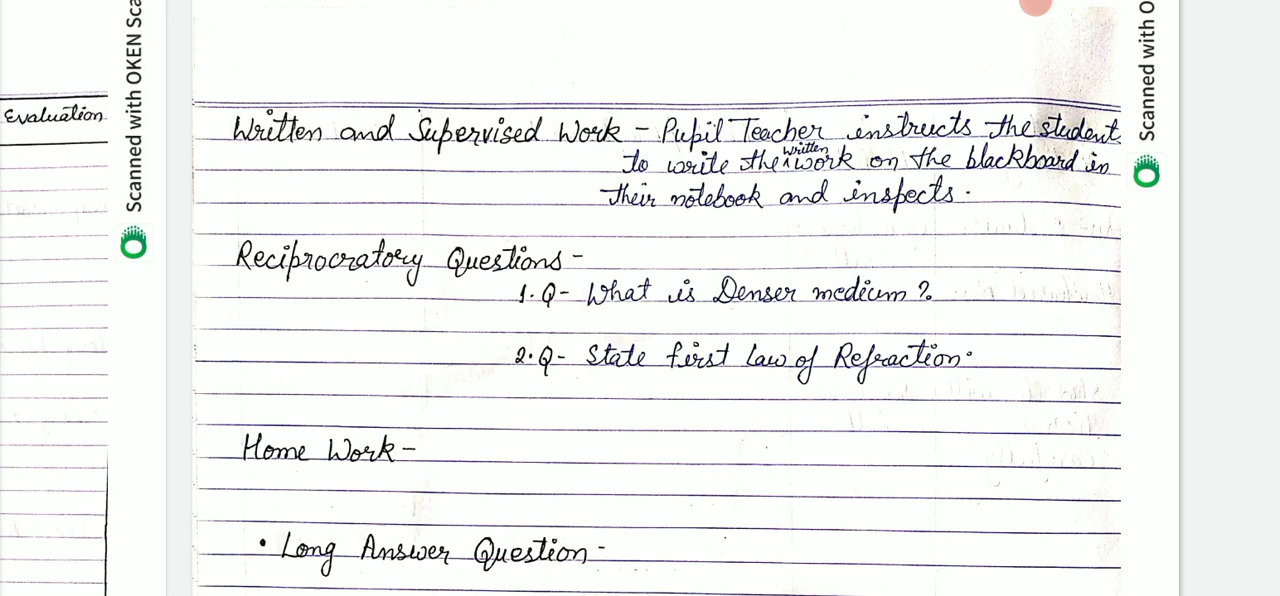 Evaluation
Scanned with OKEN Sca
Written and Supervised Work - Pupil Teacher instructs the student
to write the written work on the blackboard in
their notebook and inspects.
Reciprocratory Questions -
1. Q- What is Denser medium?
2. Q- State first Law of Refraction.
Home Work -
• Long Answer Question -
Scanned with O